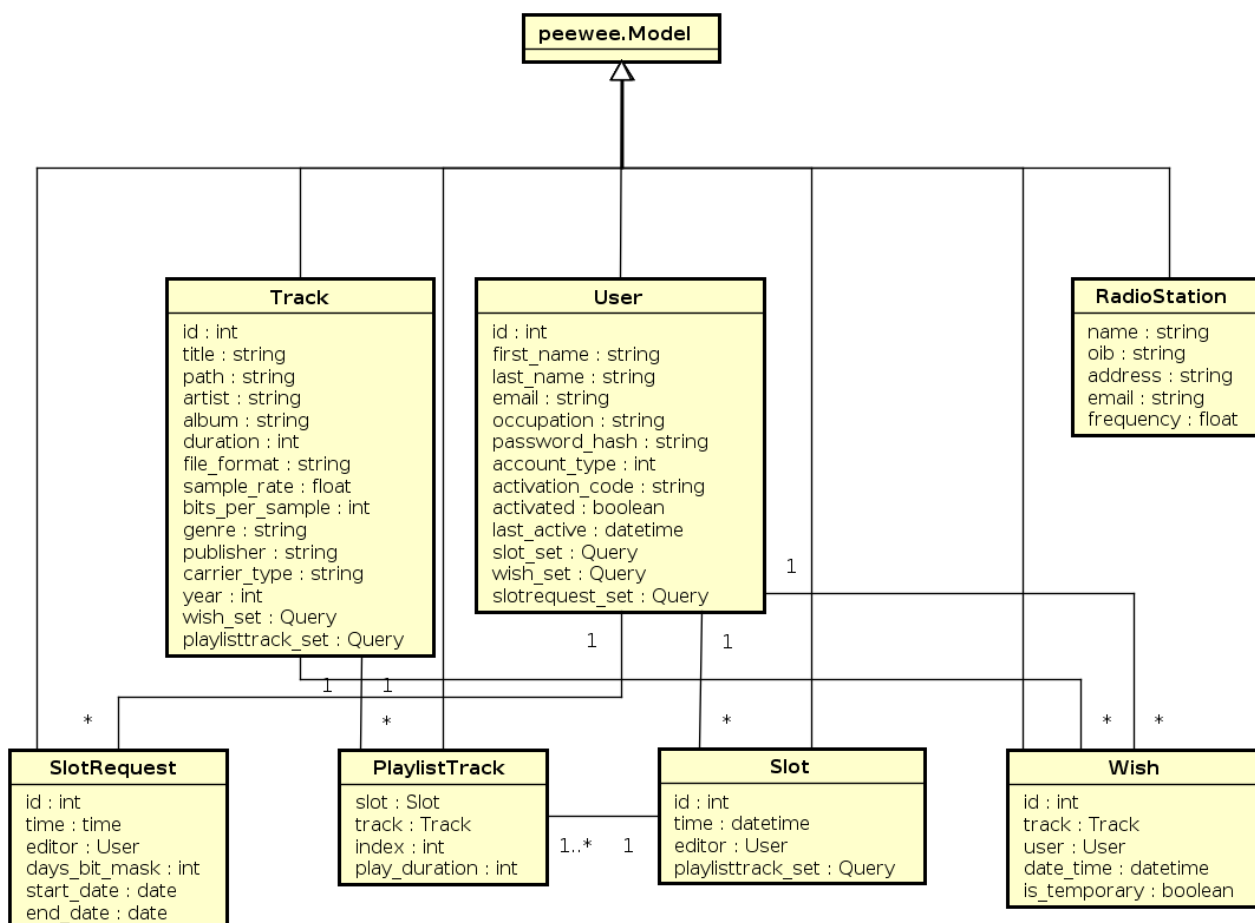 peewee.Model
Track
id : int
title : string
path : string
artist : string
album : string
duration : int
file_format : string
sample_rate : float
bits_per_sample : int
genre : string
publisher : string
carrier_type : string
year : int
wish_set : Query
playlisttrack_set : Query
User
id : int
first_name : string
last_name : string
email : string
occupation : string
password_hash : string
account_type : int
activation_code : string
activated : boolean
last_active : datetime
slot_set : Query
wish_set : Query
slotrequest_set : Query
RadioStation
name : string
oib : string
address : string
email : string
frequency : float
1
1
1
1
1
*
*
*
*
*
SlotRequest
id : int
time : time
editor : User
days_bit_mask : int
start_date : date
end_date : date
PlaylistTrack
slot : Slot
track : Track
index : int
play_duration : int
1..*
1
Slot
id : int
time : datetime
editor : User
playlisttrack_set : Query
Wish
id : int
track : Track
user : User
date_time : datetime
is_temporary : boolean